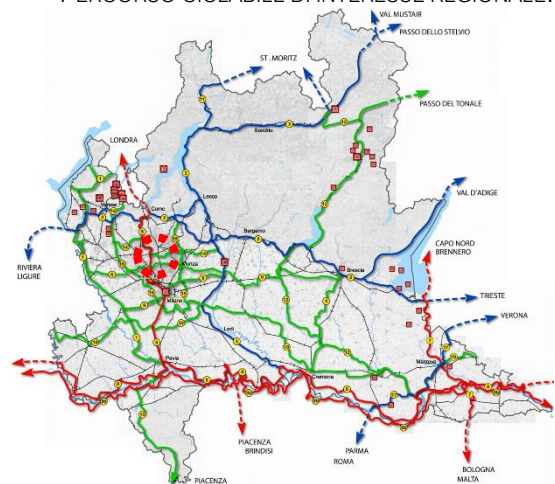 PERCORSO CICLABILE DI INTERESSE REGIONALE
VAL MUSTAIR
PASSO DELLO STELVIO
ST. MORITZ
PASSO DEL TONALE
LONDRA
Sondrio
VAL D'ADIGE
Lecco
Varese
Como
Bergamo
CAPO NORD
BRENNERO
RIVIERA
LIGURE
Monza
Brescia
TRIESTE
Milano
VERONA
Lodi
Pavia
Mantova
Cremona
PIACENZA
BRINDISI
PARMA
ROMA
BOLOGNA
MALTA
PIACENZA